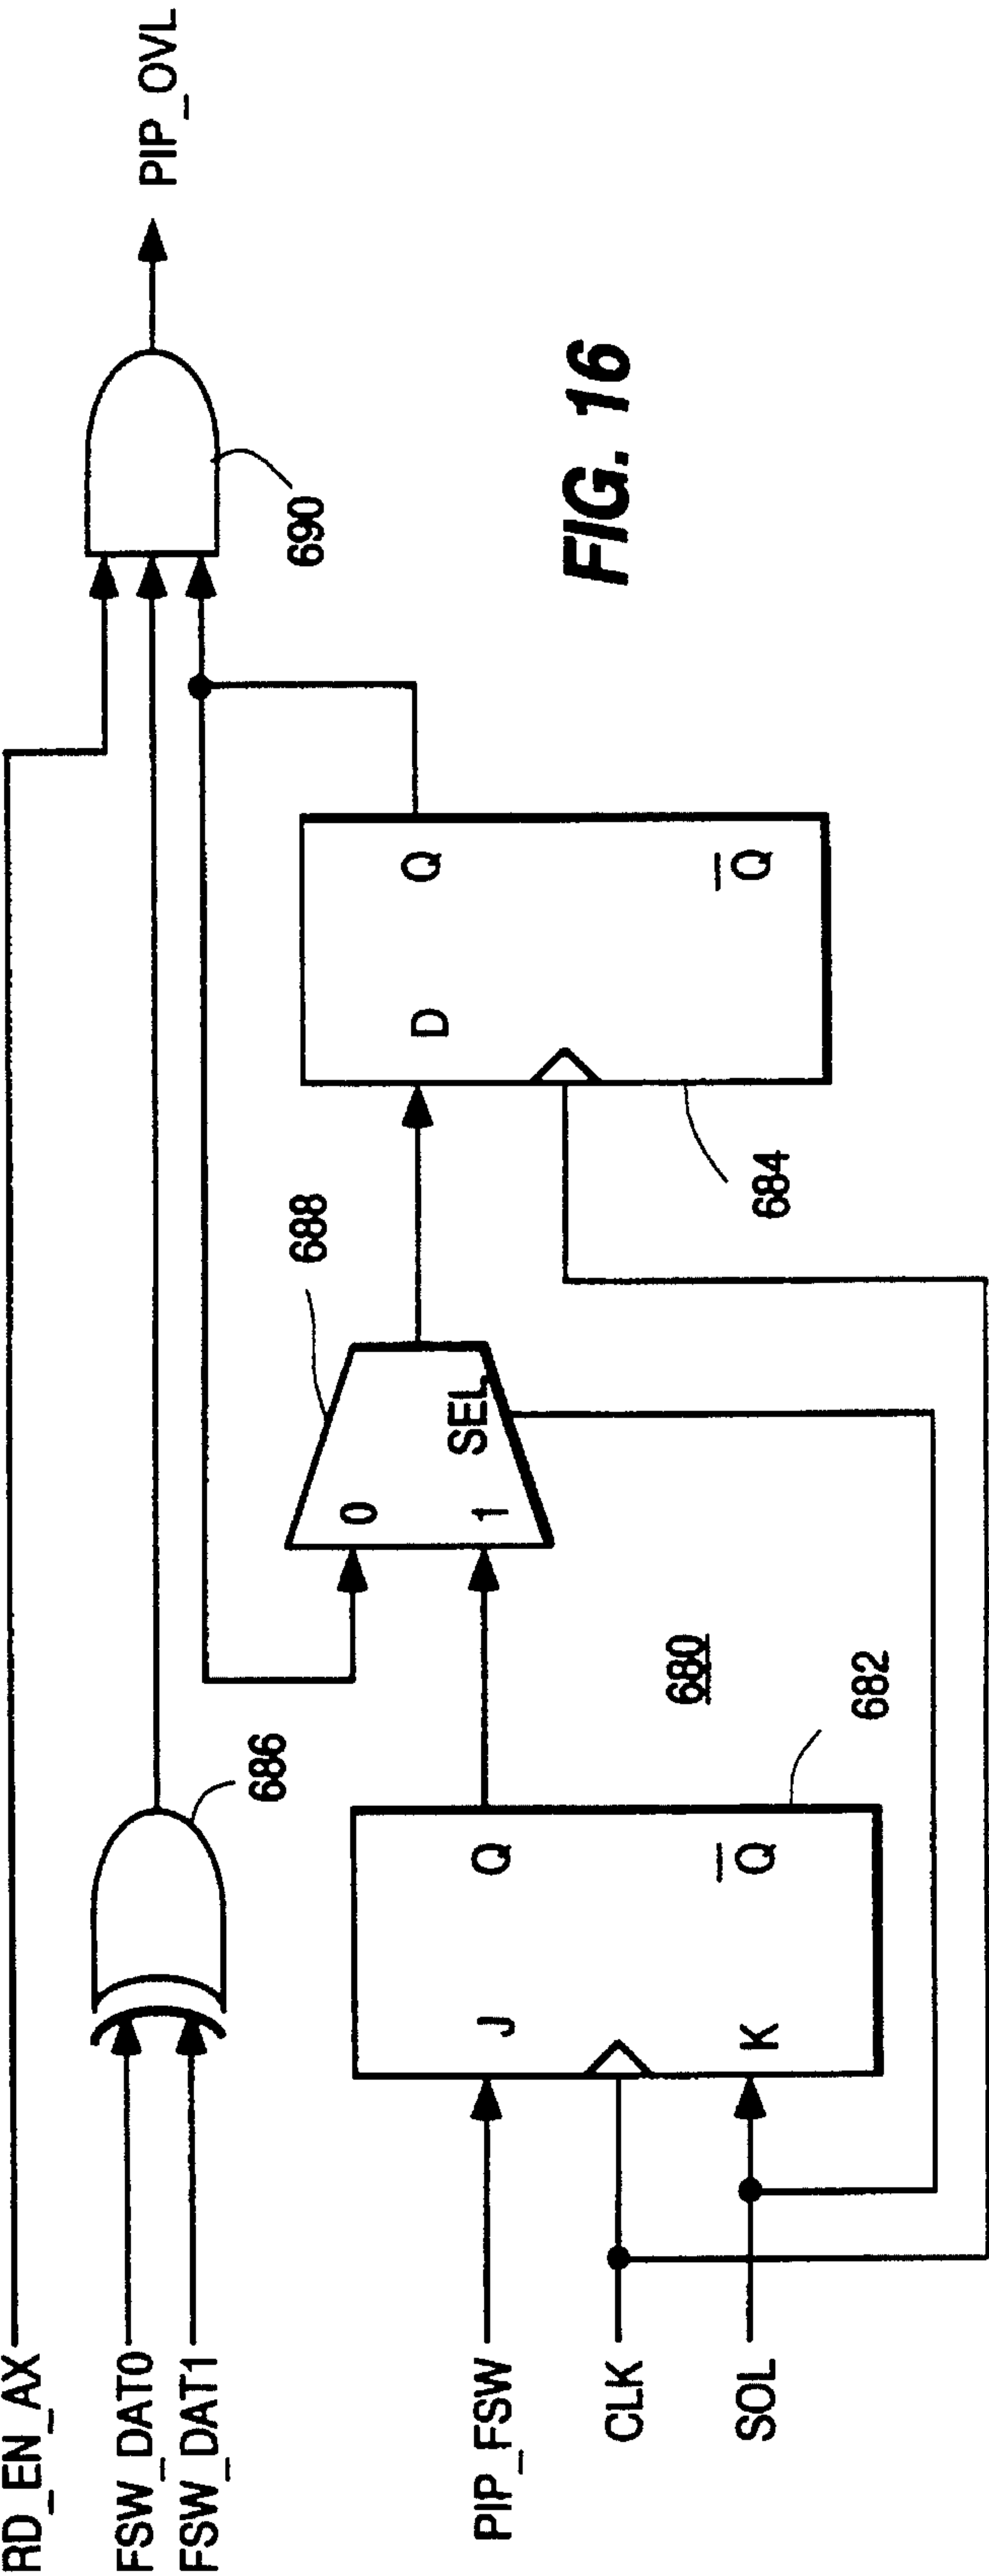 RD_EN_AX
FSW_DAT0
FSW_DAT1
686
690
PIP_OVL
688
0
1
SEL
D
Q
Q̅
684
PIP_FSW
CLK
SOL
J
K
Q
Q̅
680
682
FIG. 16